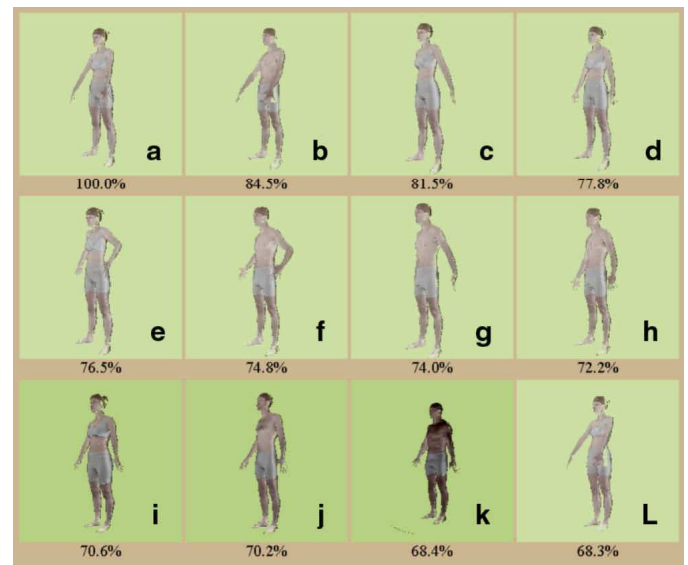 a b c d
100.0% 84.5% 81.5% 77.8%
e f g h
76.5% 74.8% 74.0% 72.2%
i j k L
70.6% 70.2% 68.4% 68.3%